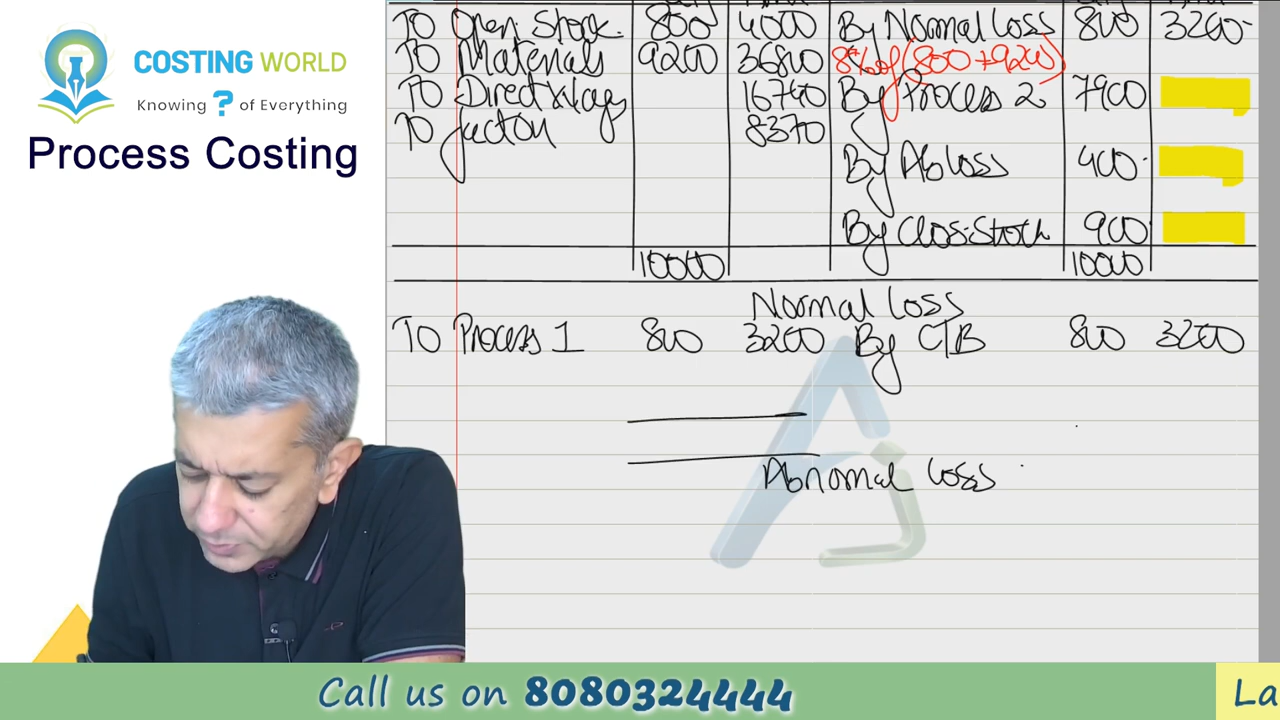 COSTING WORLD
Knowing ? of Everything
Process Costing
To Open. Stock 800 4000 By Normal Loss 800 3200
To Materials 9200 36800 8% of (800 + 9200)
To Direct Wages 16740 By Process 2 7900
To factory 8370
By Ab loss 400
By Clos. Stock 900
10000 10000
Normal Loss
To Process 1 800 3200 By C/B 800 3200
Abnomal loss
Call us on 8080324444
La